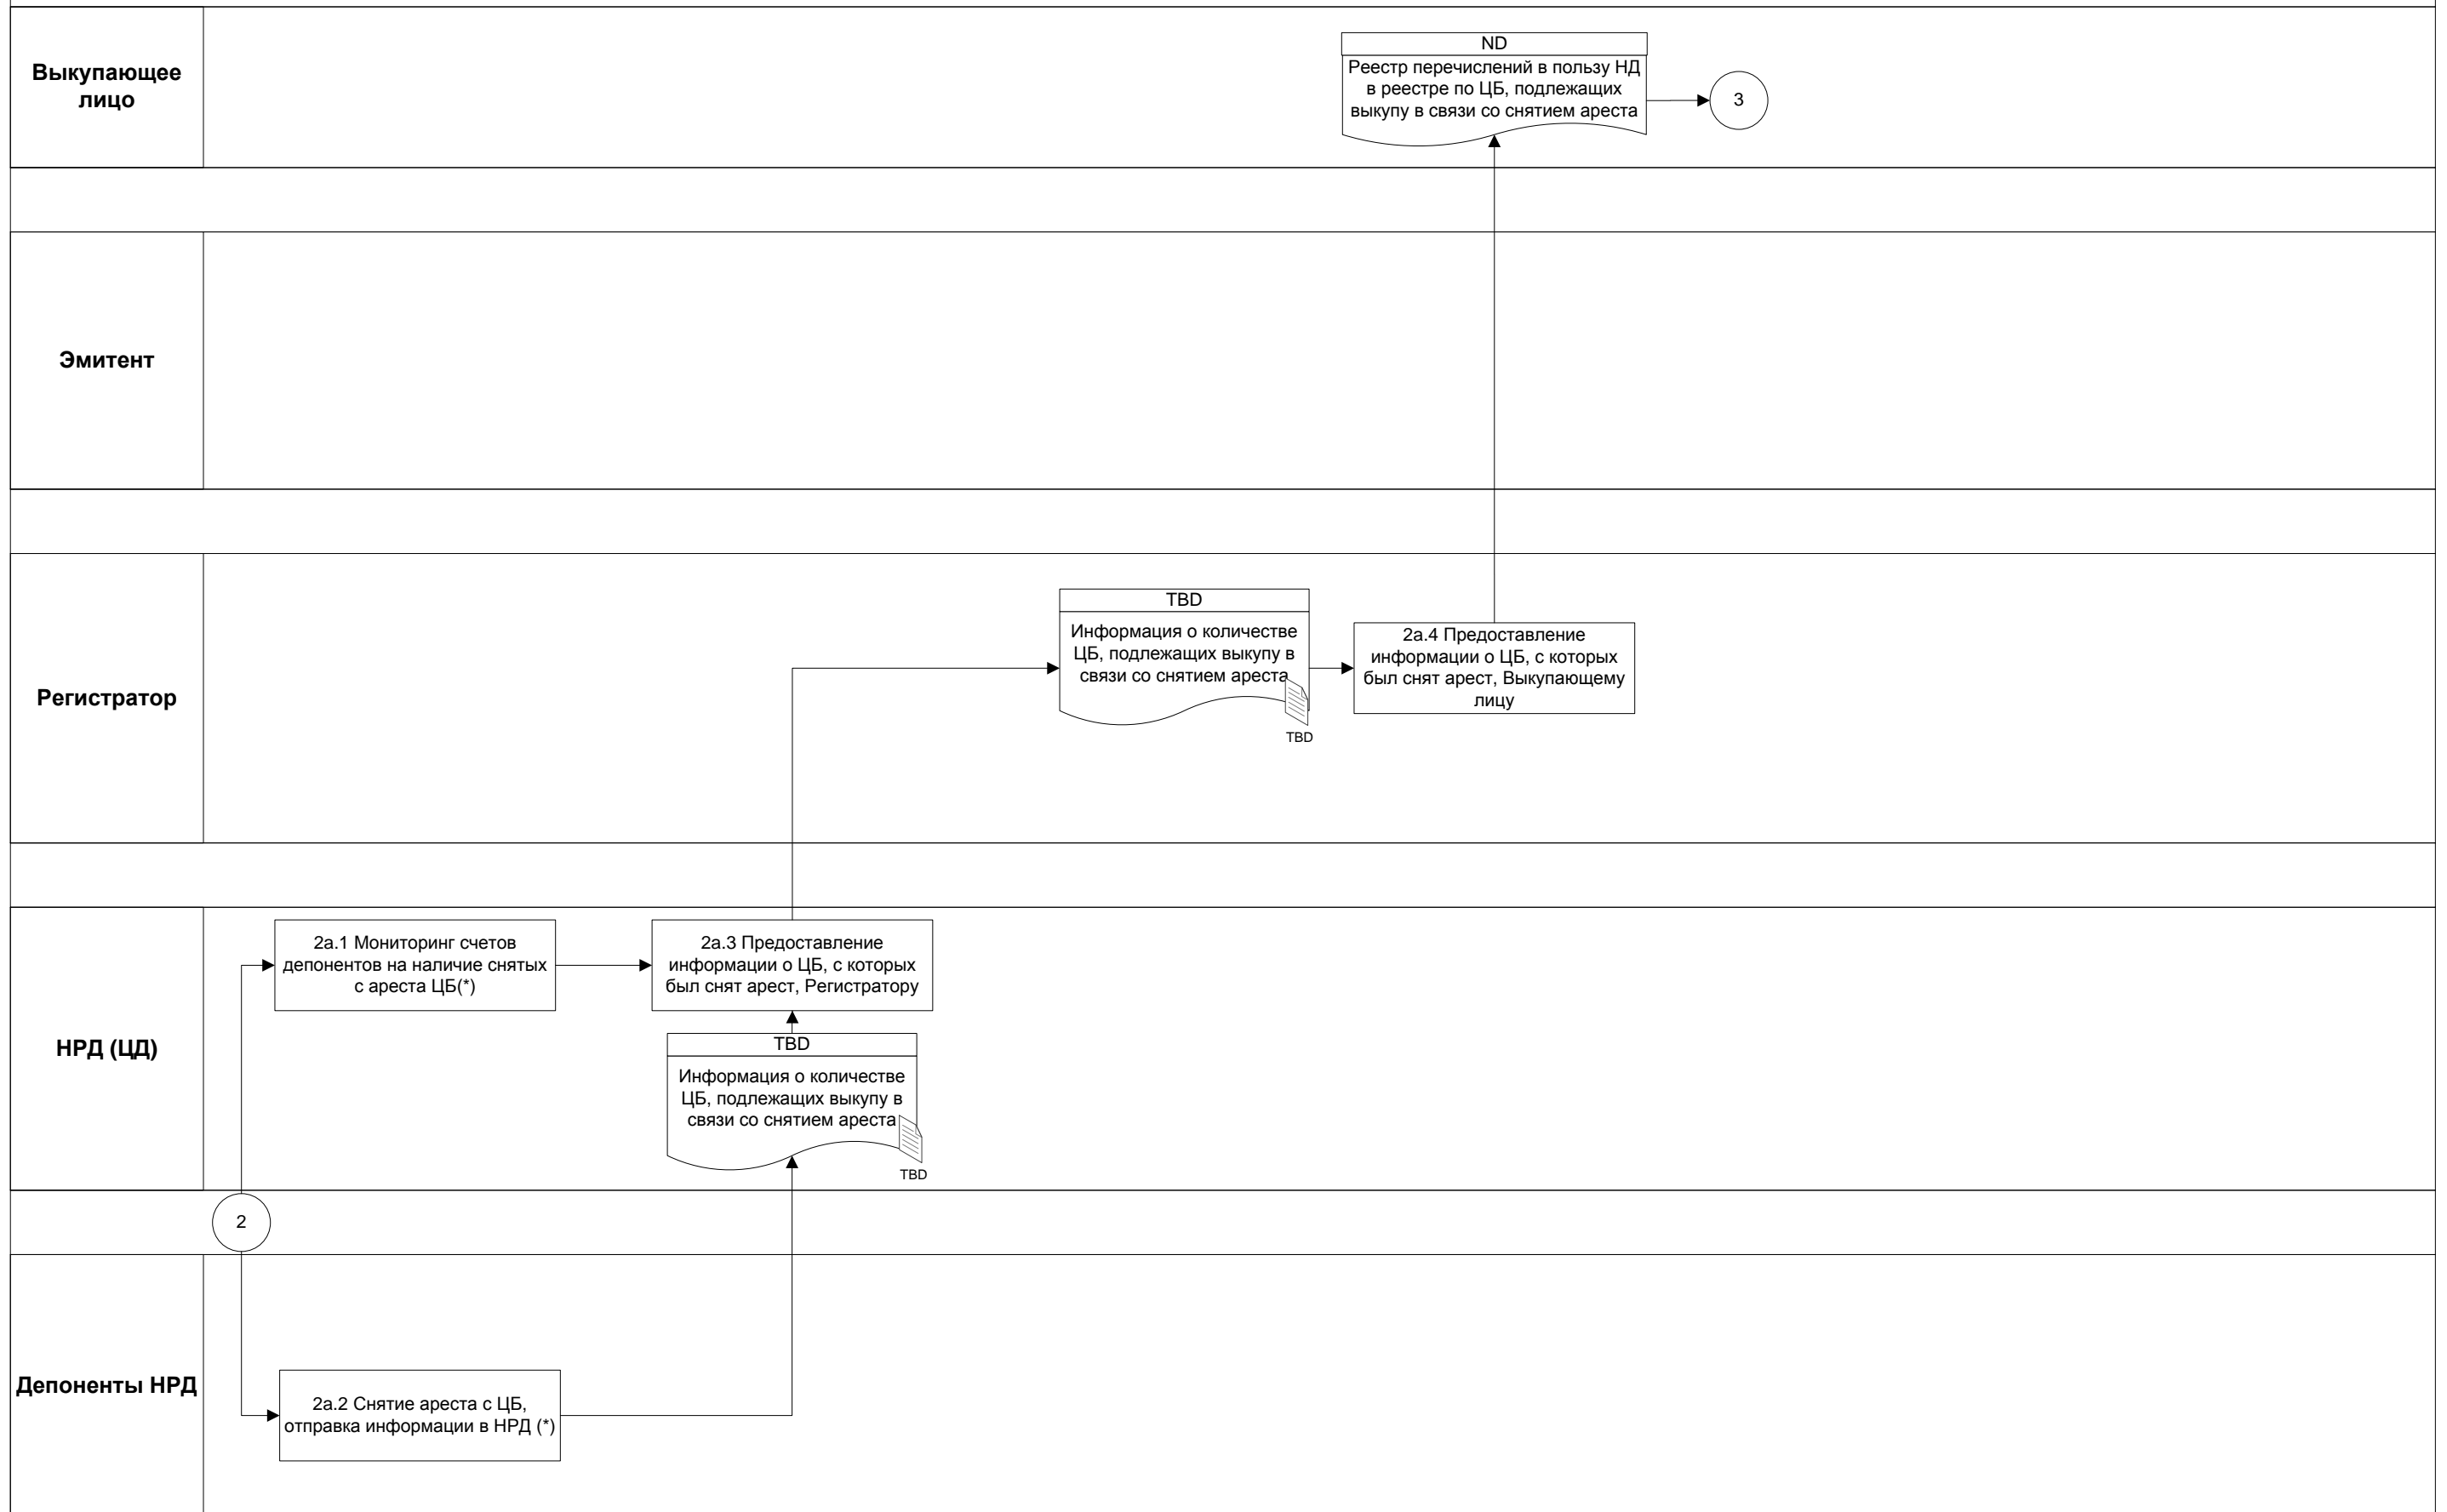 Выкупающее
лицо
ND
Реестр перечислений в пользу НД
в реестре по ЦБ, подлежащих
выкупу в связи со снятием ареста
3
Эмитент
Регистратор
TBD
Информация о количестве
ЦБ, подлежащих выкупу в
связи со снятием ареста
TBD
2а.4 Предоставление
информации о ЦБ, с которых
был снят арест, Выкупающему
лицу
НРД (ЦД)
2а.1 Мониторинг счетов
депонентов на наличие снятых
с ареста ЦБ(*)
2а.3 Предоставление
информации о ЦБ, с которых
был снят арест, Регистратору
TBD
Информация о количестве
ЦБ, подлежащих выкупу в
связи со снятием ареста
TBD
2
Депоненты НРД
2а.2 Снятие ареста с ЦБ,
отправка информации в НРД (*)